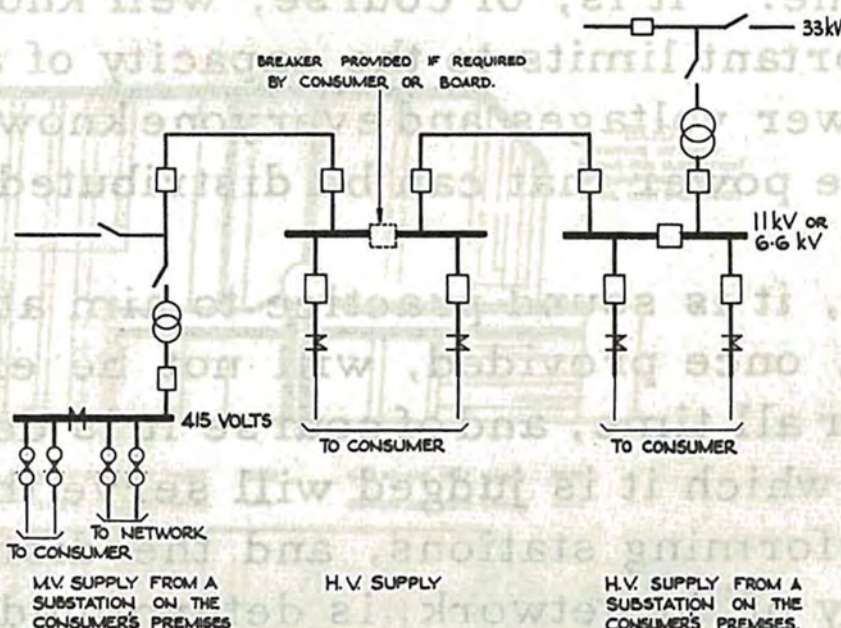 33kV
BREAKER PROVIDED IF REQUIRED
BY CONSUMER OR BOARD.
11kV OR
6·6 kV
415 VOLTS
TO CONSUMER
TO CONSUMER
TO NETWORK
TO CONSUMER
M.V. SUPPLY FROM A
SUBSTATION ON THE
CONSUMER'S PREMISES
H.V. SUPPLY
H.V. SUPPLY FROM A
SUBSTATION ON THE
CONSUMER'S PREMISES.